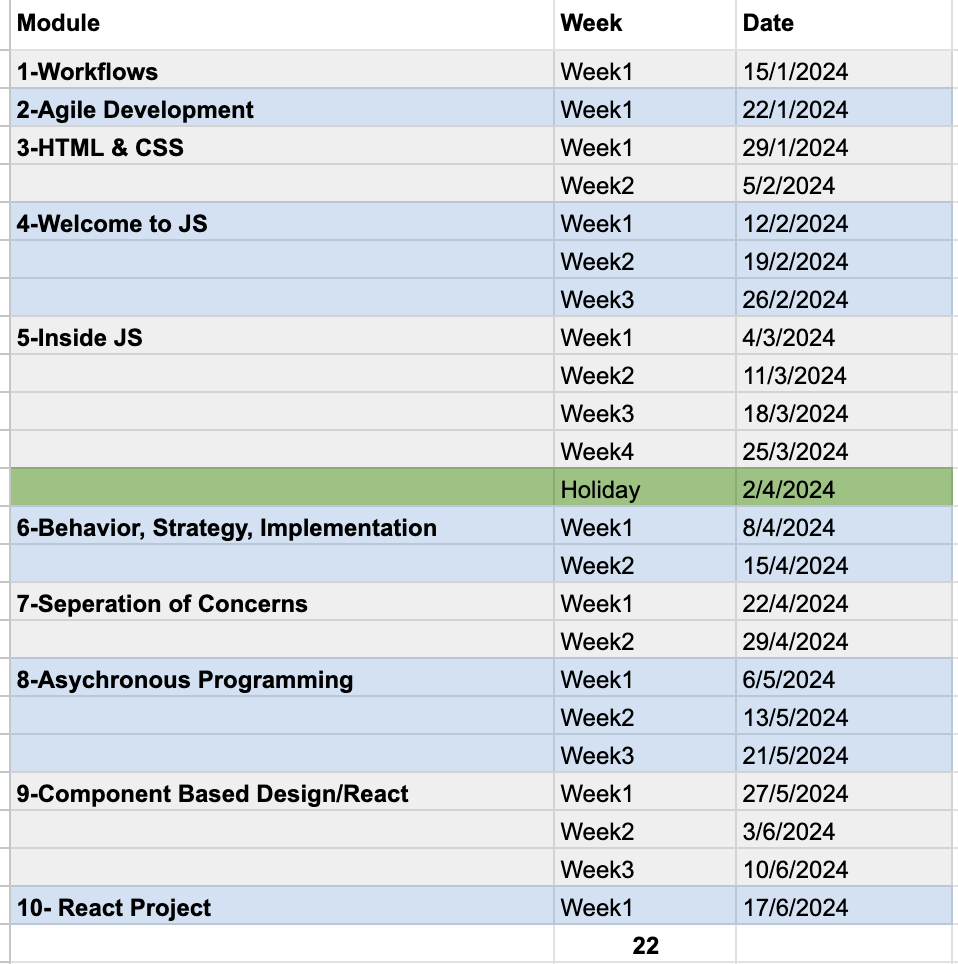 Module Week Date
1-Workflows Week1 15/1/2024
2-Agile Development Week1 22/1/2024
3-HTML & CSS Week1 29/1/2024
Week2 5/2/2024
4-Welcome to JS Week1 12/2/2024
Week2 19/2/2024
Week3 26/2/2024
5-Inside JS Week1 4/3/2024
Week2 11/3/2024
Week3 18/3/2024
Week4 25/3/2024
Holiday 2/4/2024
6-Behavior, Strategy, Implementation Week1 8/4/2024
Week2 15/4/2024
7-Seperation of Concerns Week1 22/4/2024
Week2 29/4/2024
8-Asychronous Programming Week1 6/5/2024
Week2 13/5/2024
Week3 21/5/2024
9-Component Based Design/React Week1 27/5/2024
Week2 3/6/2024
Week3 10/6/2024
10- React Project Week1 17/6/2024
22